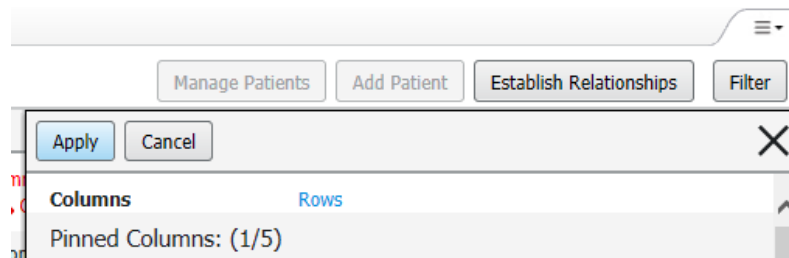 Manage Patients Add Patient Establish Relationships Filter
Apply Cancel
Columns Rows
Pinned Columns: (1/5)